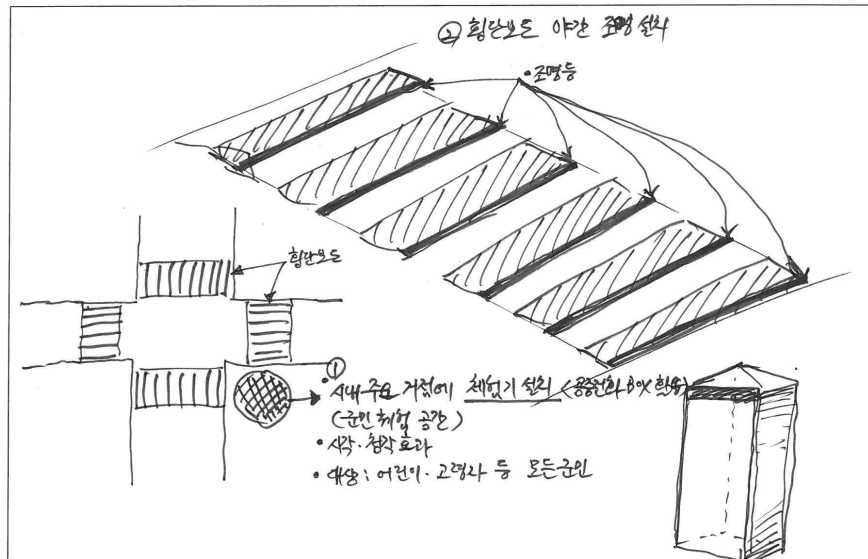 ② 횡단보도 야간 조명 설치
• 조명등
횡단보도
①
• 시내 주요 거점에 체험기 설치 (공중전화 BOX 활용)
(군민 체험 공간)
• 시각·청각 효과
• 대상 : 어린이·고령자 등 모든군민